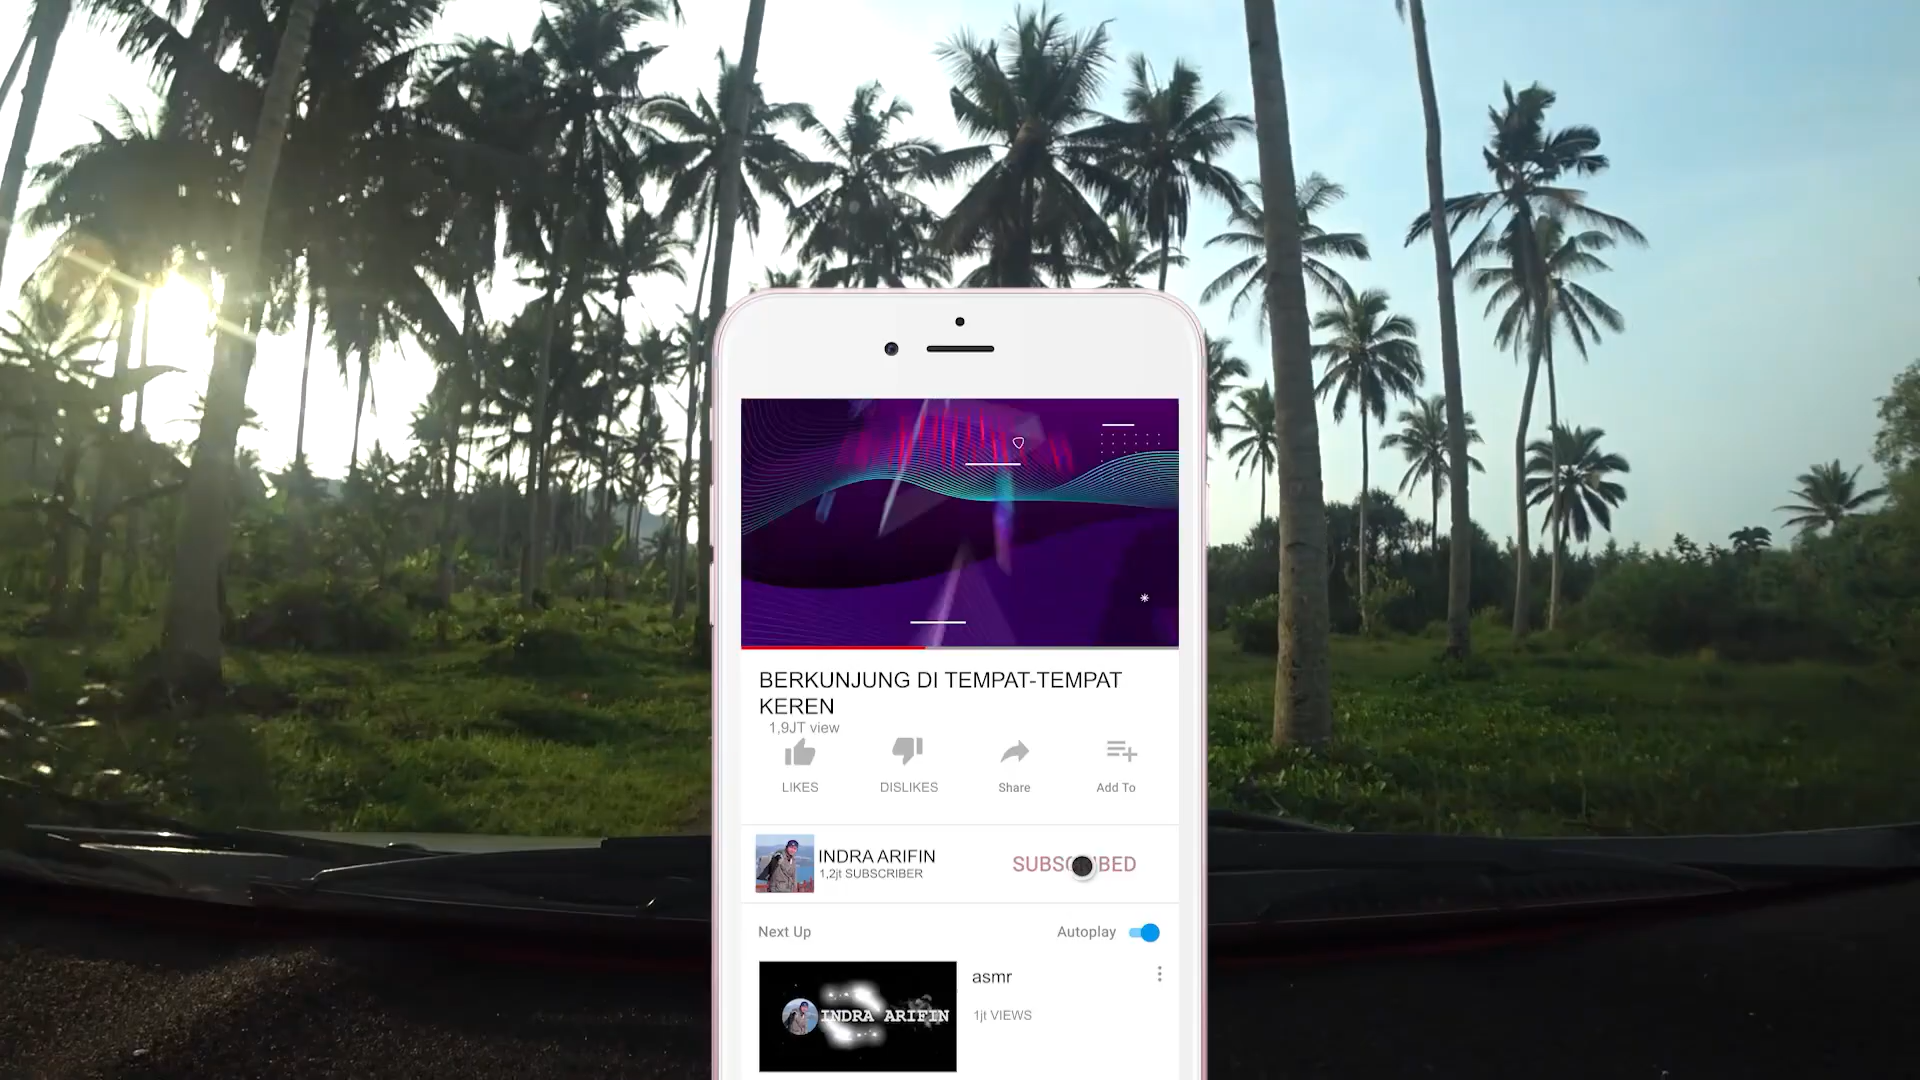 BERKUNJUNG DI TEMPAT-TEMPAT
KEREN
1,9JT view
LIKES
DISLIKES
Share
Add To
INDRA ARIFIN
1,2jt SUBSCRIBER
Next Up
Autoplay
asmr
1jt VIEWS
INDRA ARIFIN